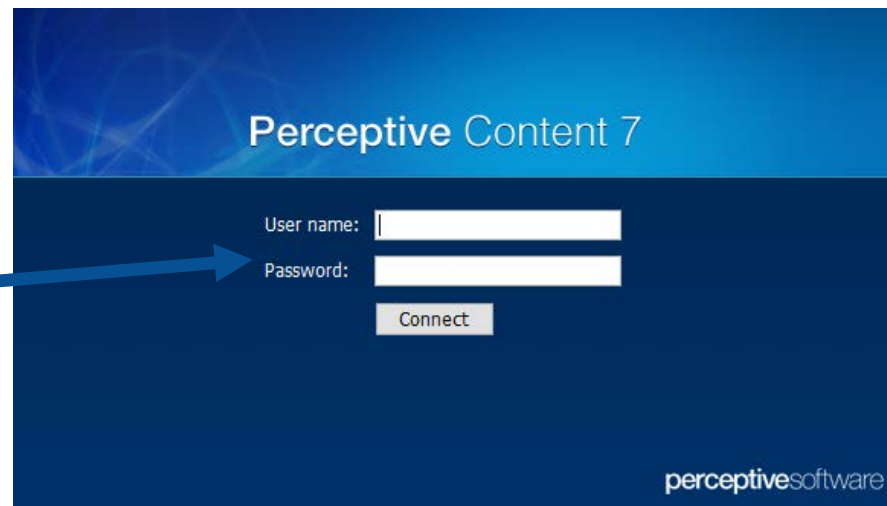 Perceptive Content 7
User name:
Password:
Connect
perceptivesoftware